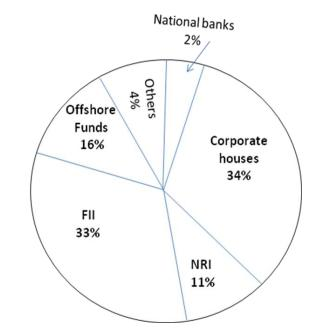 National banks
2%
Corporate
houses
34%
NRI
11%
FII
33%
Offshore
Funds
16%
Others
4%